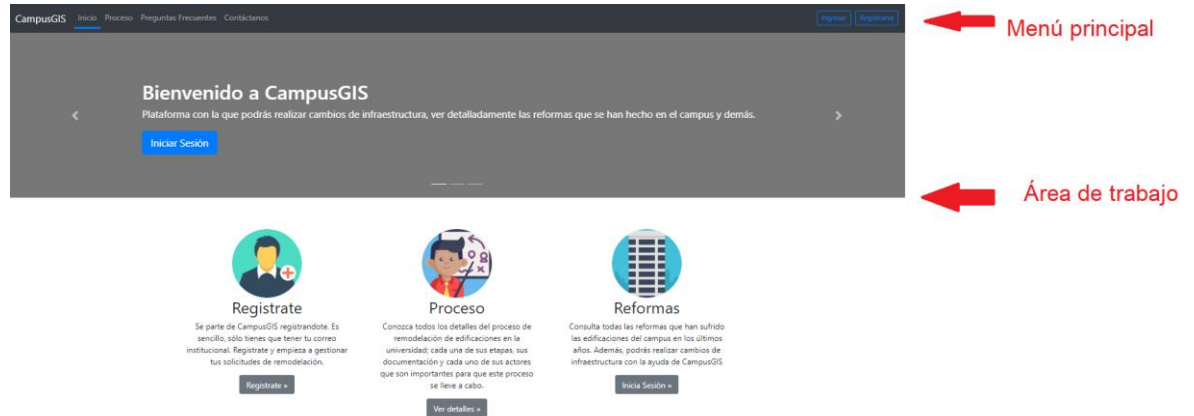 CampusGIS Inicio Proceso Preguntas Frecuentes Contáctanos Ingresar Registrarse
Menú principal
Bienvenido a CampusGIS
Plataforma con la que podrás realizar cambios de infraestructura, ver detalladamente las reformas que se han hecho en el campus y demás.
Iniciar Sesión
Área de trabajo
Registrate
Se parte de CampusGIS registrandote. Es
sencillo, sólo tienes que tener tu correo
institucional. Registrate y empieza a gestionar
tus solicitudes de remodelación.
Registrate »
Proceso
Conozca todos los detalles del proceso de
remodelación de edificaciones en la
universidad; cada una de sus etapas, sus
documentación y cada uno de sus actores
que son importantes para que este proceso
se lleve a cabo.
Ver detalles »
Reformas
Consulta todas las reformas que han sufrido
las edificaciones del campus en los últimos
años. Además, podrás realizar cambios de
infraestructura con la ayuda de CampusGIS
Inicia Sesión »